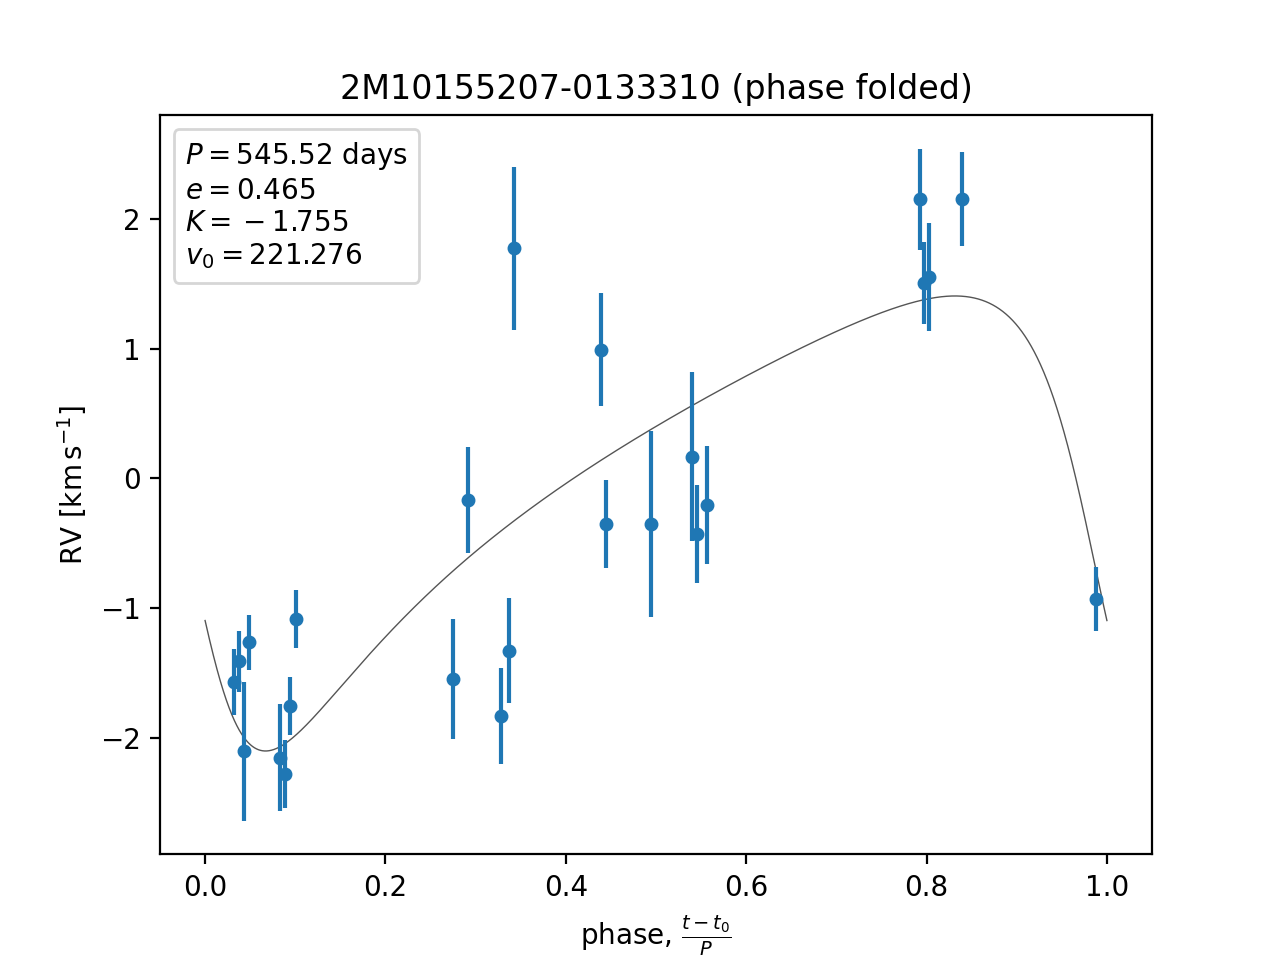 2M10155207-0133310 (phase folded)
P = 545.52 days
e = 0.465
K = −1.755
v₀ = 221.276
RV [km s⁻¹]
2
1
0
−1
−2
0.0 0.2 0.4 0.6 0.8 1.0
phase, (t − t₀)/P